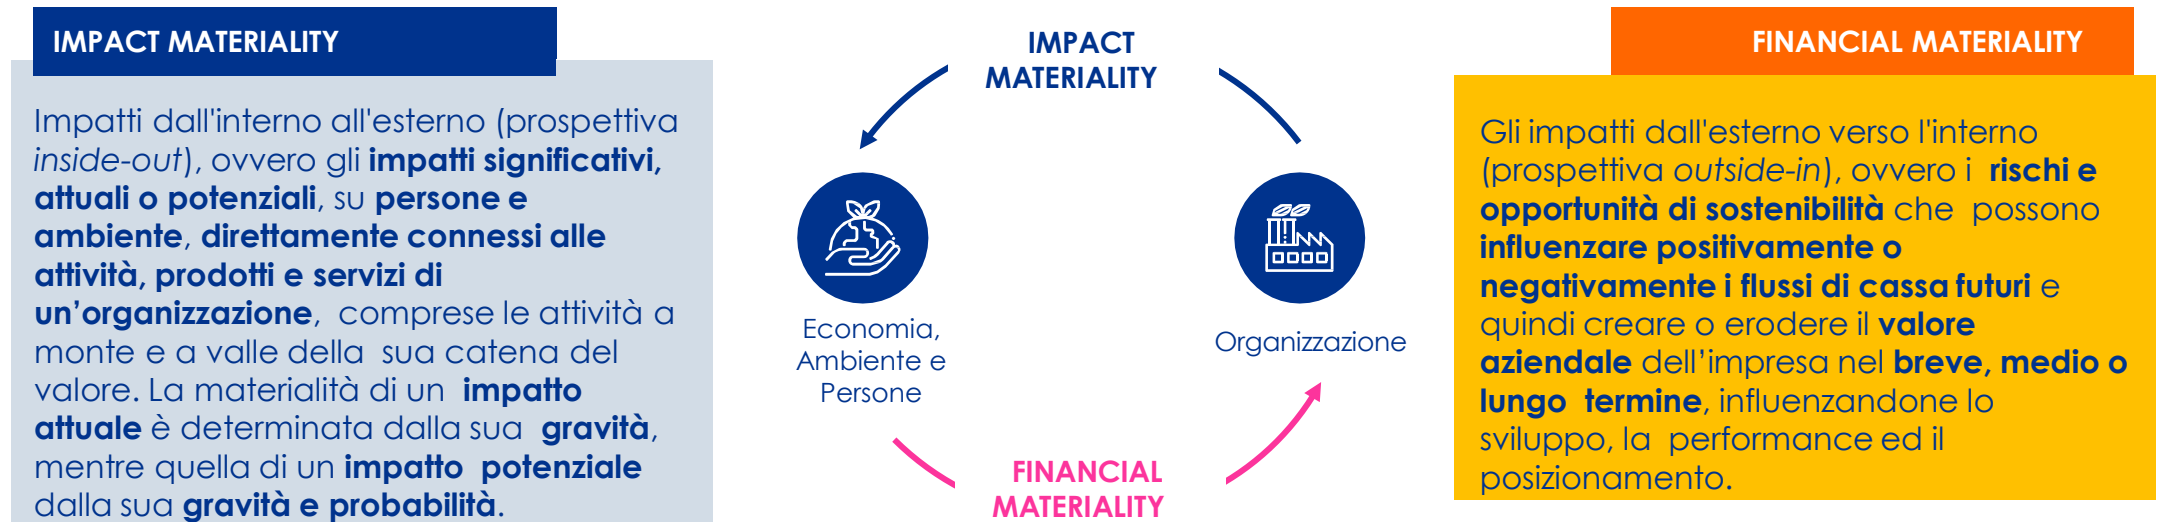 IMPACT MATERIALITY
Impatti dall'interno all'esterno (prospettiva
inside-out), ovvero gli impatti significativi,
attuali o potenziali, su persone e
ambiente, direttamente connessi alle
attività, prodotti e servizi di
un’organizzazione, comprese le attività a
monte e a valle della sua catena del
valore. La materialità di un impatto
attuale è determinata dalla sua gravità,
mentre quella di un impatto potenziale
dalla sua gravità e probabilità.
IMPACT
MATERIALITY
Economia,
Ambiente e
Persone
Organizzazione
FINANCIAL
MATERIALITY
FINANCIAL MATERIALITY
Gli impatti dall'esterno verso l'interno
(prospettiva outside-in), ovvero i rischi e
opportunità di sostenibilità che possono
influenzare positivamente o
negativamente i flussi di cassa futuri e
quindi creare o erodere il valore
aziendale dell’impresa nel breve, medio o
lungo termine, influenzandone lo
sviluppo, la performance ed il
posizionamento.